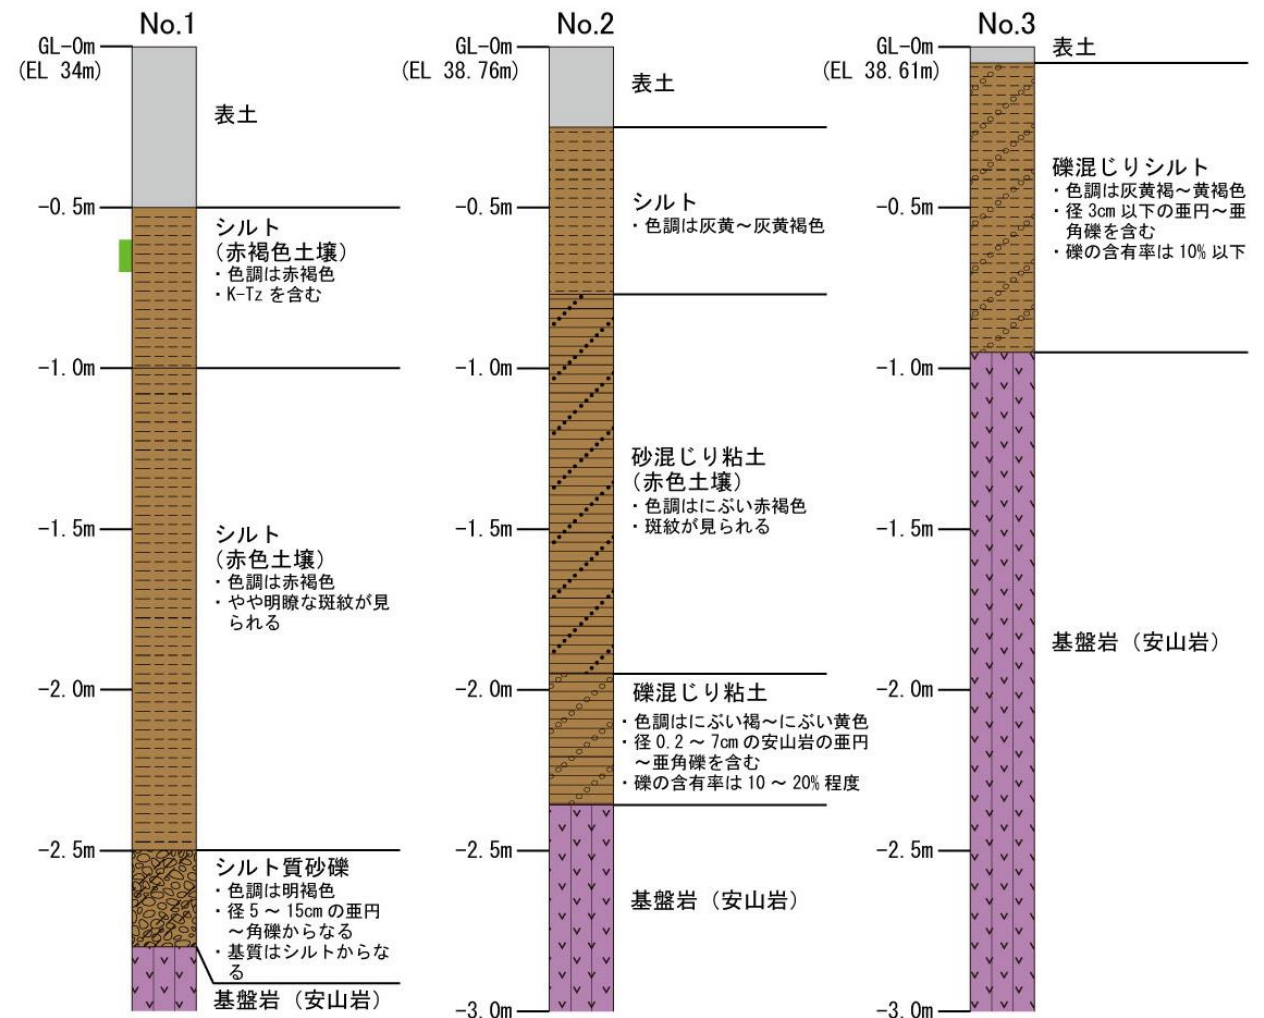 No.1
GL-0m
(EL 34m)
表土
-0.5m
シルト
(赤褐色土壌)
・色調は赤褐色
・K-Tz を含む
-1.0m
-1.5m
シルト
(赤色土壌)
・色調は赤褐色
・やや明瞭な斑紋が見
られる
-2.0m
-2.5m
シルト質砂礫
・色調は明褐色
・径 5 ～ 15cm の亜円
～角礫からなる
・基質はシルトからな
る
基盤岩（安山岩）
No.2
GL-0m
(EL 38.76m)
表土
-0.5m
シルト
・色調は灰黄～灰黄褐色
-1.0m
砂混じり粘土
(赤色土壌)
・色調はにぶい赤褐色
・斑紋が見られる
-1.5m
-2.0m
礫混じり粘土
・色調はにぶい褐～にぶい黄色
・径 0.2 ～ 7cm の安山岩の亜円
～亜角礫を含む
・礫の含有率は 10 ～ 20% 程度
-2.5m
基盤岩（安山岩）
-3.0m
No.3
GL-0m
(EL 38.61m)
表土
礫混じりシルト
・色調は灰黄褐～黄褐色
・径 3cm 以下の亜円～亜
角礫を含む
・礫の含有率は 10% 以下
-0.5m
-1.0m
-1.5m
基盤岩（安山岩）
-2.0m
-2.5m
-3.0m